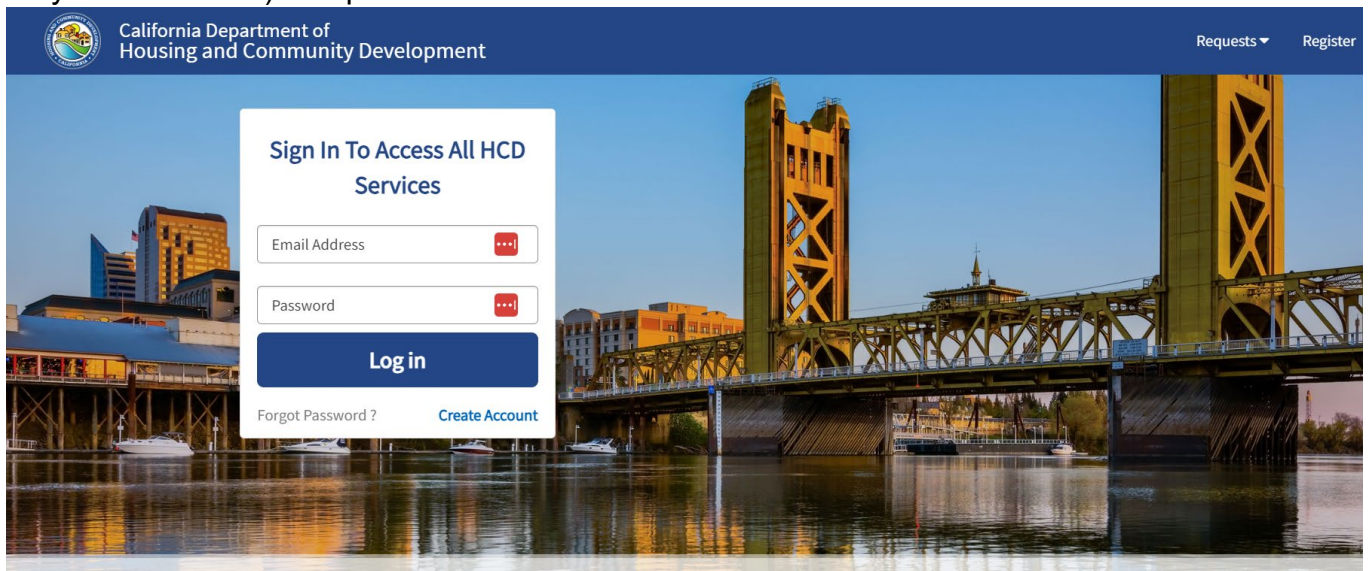 California Department of
Housing and Community Development
Requests
Register
Sign In To Access All HCD
Services
Email Address
Password
Log in
Forgot Password ?
Create Account